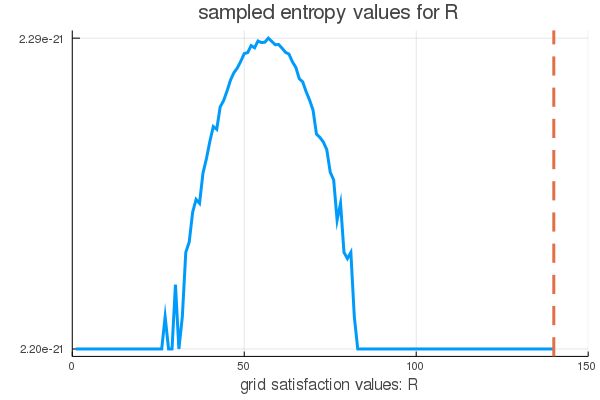 sampled entropy values for R
2.29e-21
2.20e-21
0
50
100
150
grid satisfaction values: R